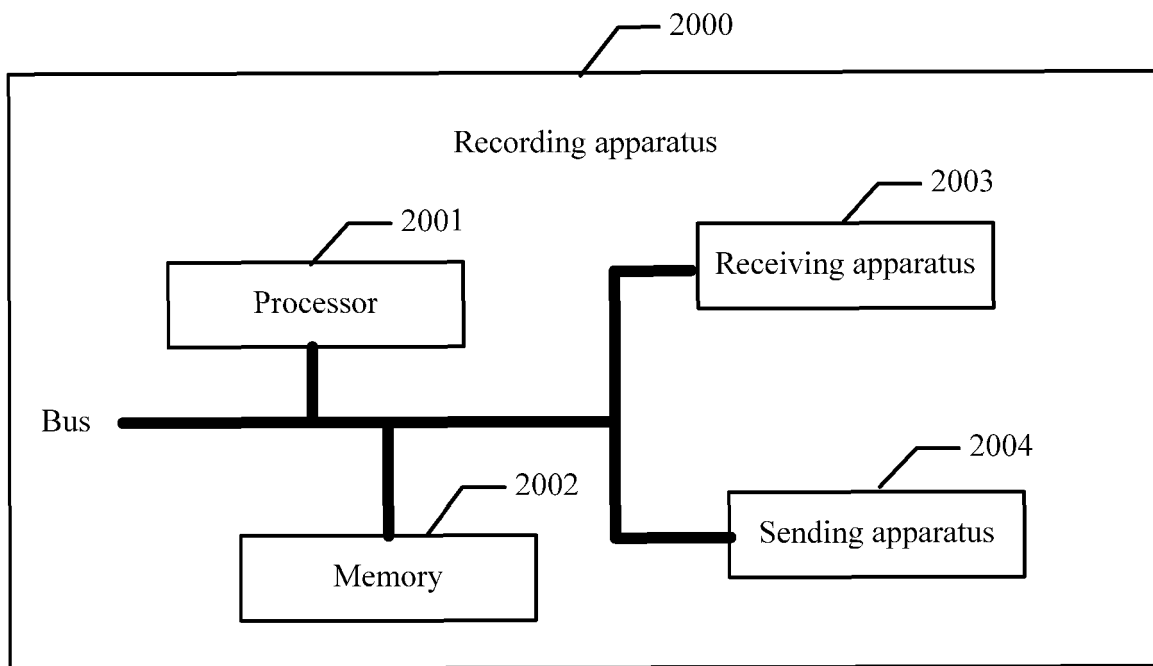 2000
Recording apparatus
2003
2001
Receiving apparatus
Processor
Bus
2004
2002
Sending apparatus
Memory